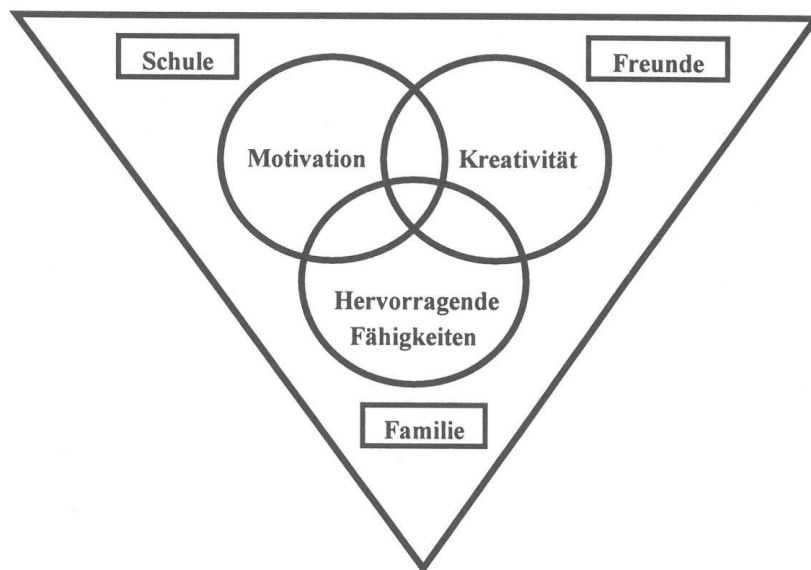 Schule
Freunde
Motivation
Kreativität
Hervorragende
Fähigkeiten
Familie